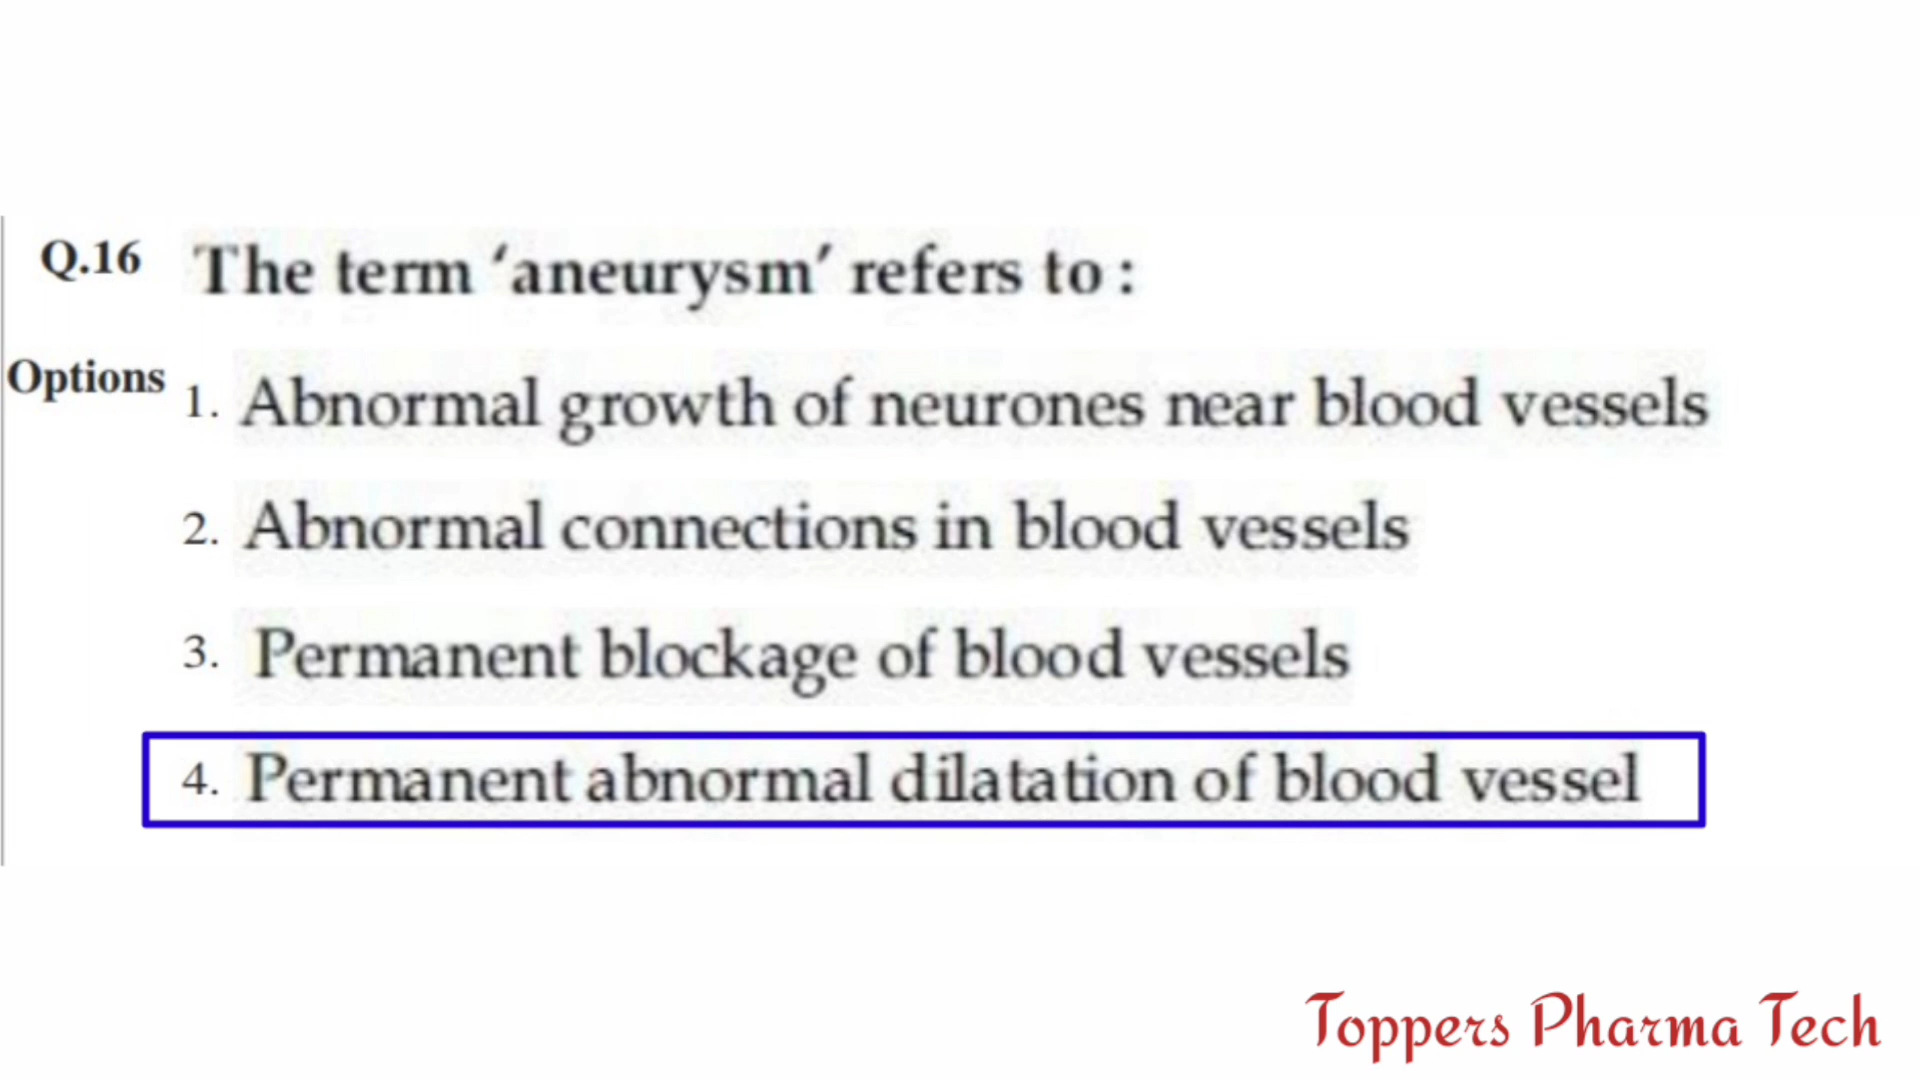 Q.16 The term ‘aneurysm’ refers to :
Options 1. Abnormal growth of neurones near blood vessels
2. Abnormal connections in blood vessels
3. Permanent blockage of blood vessels
4. Permanent abnormal dilatation of blood vessel
Toppers Pharma Tech